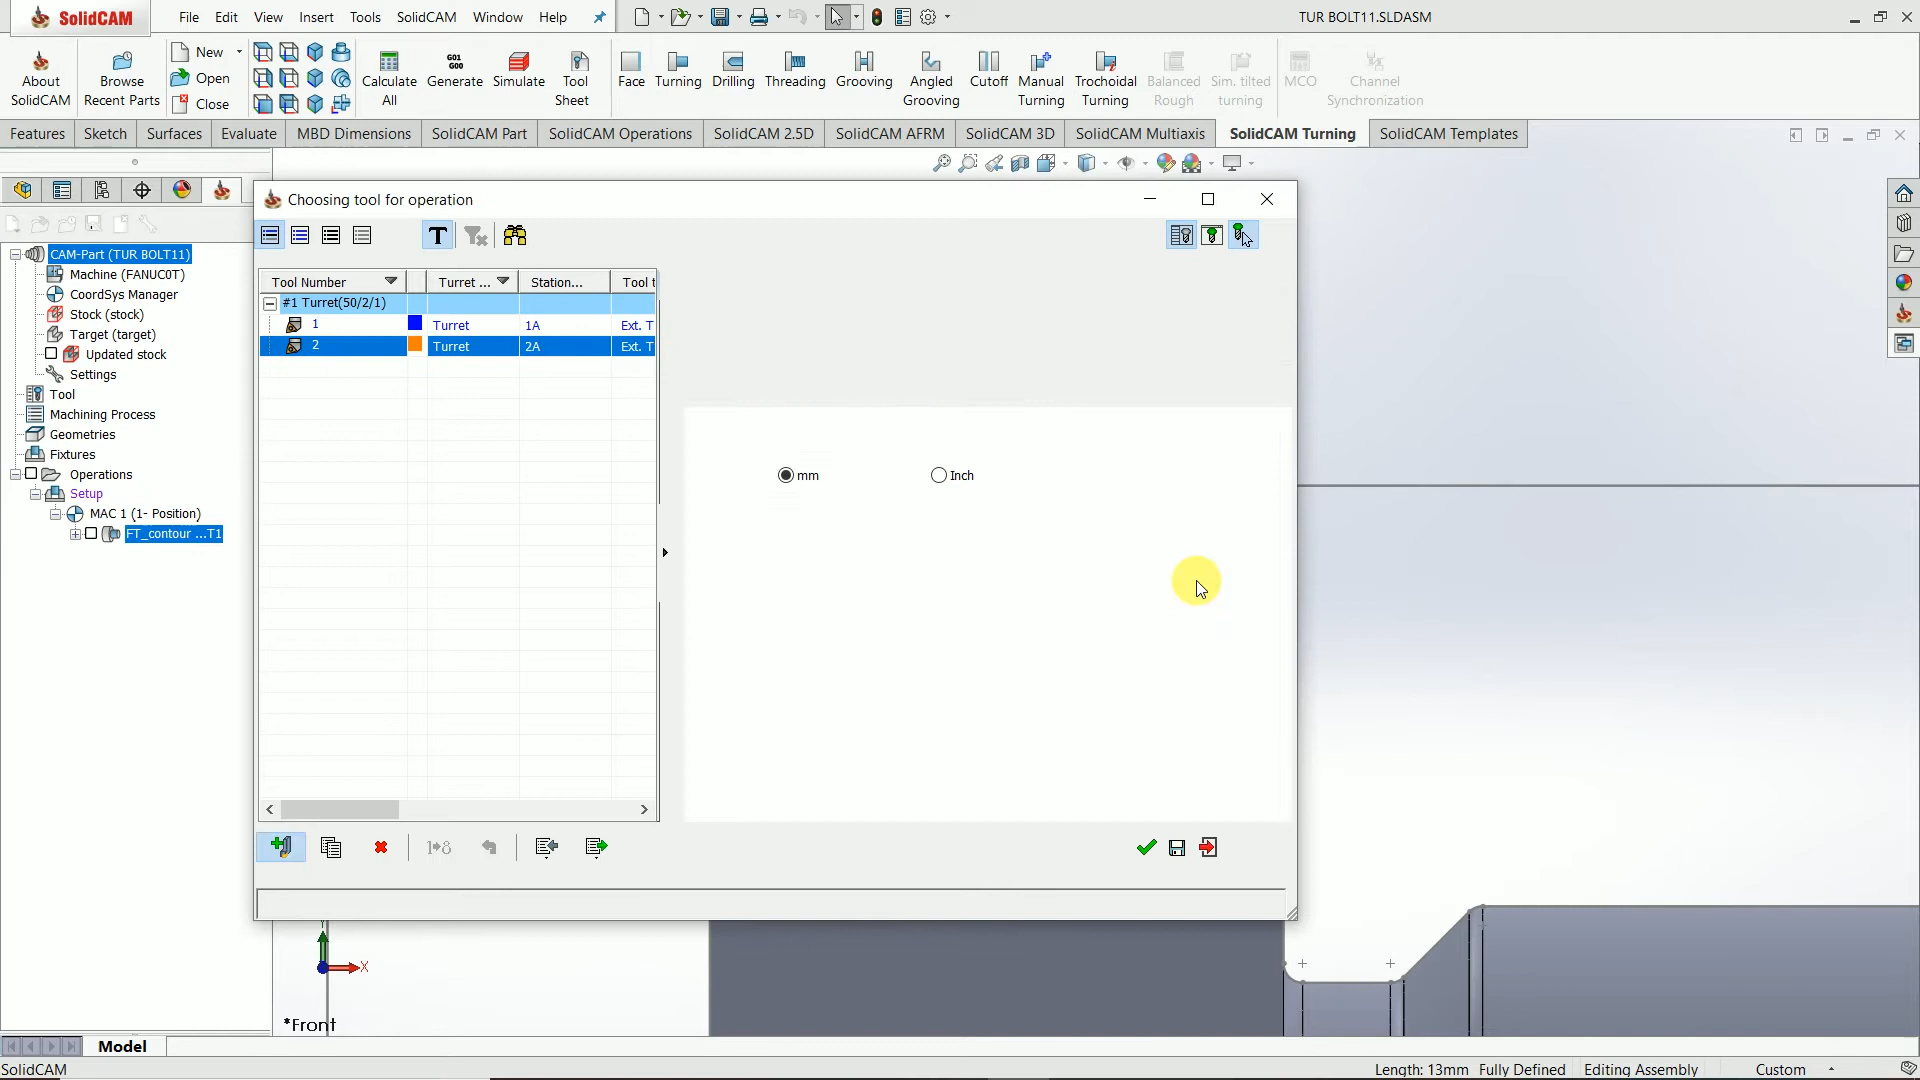 SolidCAM File Edit View Insert Tools SolidCAM Window Help TUR BOLT11.SLDASM
About SolidCAM
Browse Recent Parts
New
Open
Close
Calculate All
G01 G00
Generate
Simulate
Tool Sheet
Face
Turning
Drilling
Threading
Grooving
Angled Grooving
Cutoff
Manual Turning
Trochoidal Turning
Balanced Rough
Sim. tilted turning
MCO
Channel Synchronization
Features Sketch Surfaces Evaluate MBD Dimensions SolidCAM Part SolidCAM Operations SolidCAM 2.5D SolidCAM AFRM SolidCAM 3D SolidCAM Multiaxis SolidCAM Turning SolidCAM Templates
CAM-Part (TUR BOLT11)
Machine (FANUC0T)
CoordSys Manager
Stock (stock)
Target (target)
Updated stock
Settings
Tool
Machining Process
Geometries
Fixtures
Operations
Setup
MAC 1 (1- Position)
FT_contour ...T1
Choosing tool for operation
T
Tool Number Turret ... Station... Tool t
#1 Turret(50/2/1)
1 Turret 1A Ext. T
2 Turret 2A Ext. T
mm Inch
1 8
X
*Front
Model
SolidCAM Length: 13mm Fully Defined Editing Assembly Custom